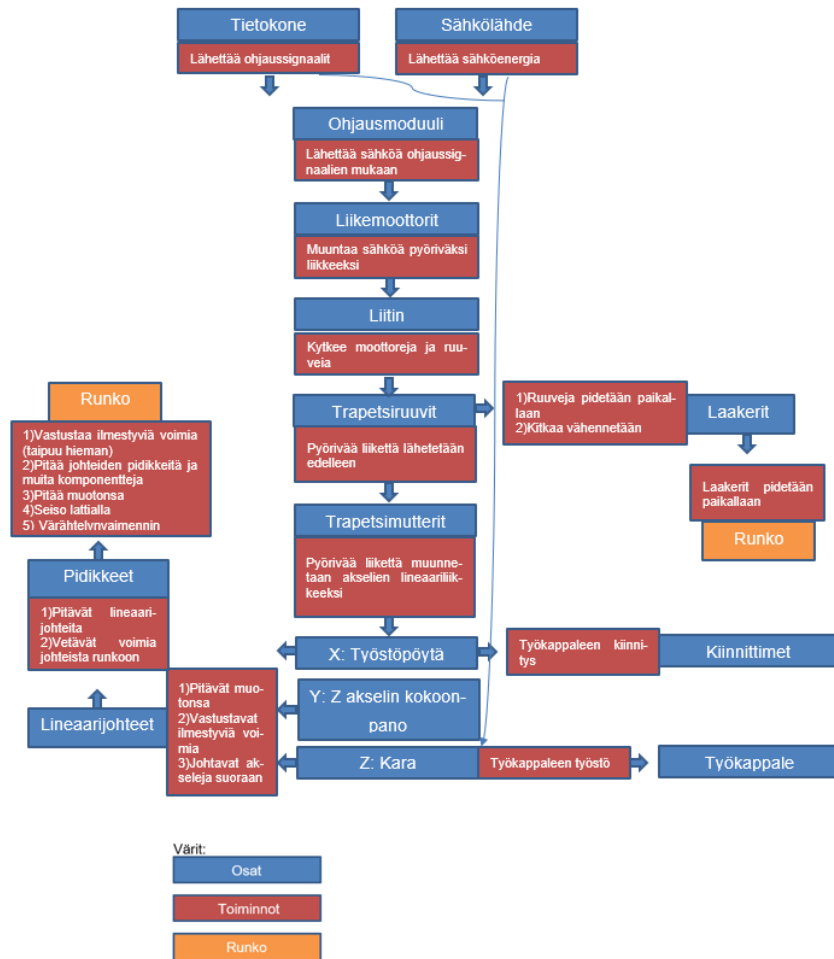 Tietokone
Lähettää ohjaussignaalit
Sähkölähde
Lähettää sähköenergia
Ohjausmoduuli
Lähettää sähköä ohjaussig-
naalien mukaan
Liikemoottorit
Muuntaa sähköä pyöriväksi
liikkeeksi
Liitin
Kytkee moottoreja ja ruu-
veia
Trapetsiruuvit
Pyörivää liikettä lähetetään
edelleen
1)Ruuveja pidetään paikal-
laan
2)Kitkaa vähennetään
Laakerit
Laakerit pidetään
paikallaan
Runko
Trapetsimutterit
Pyörivää liikettä muunne-
taan akselien lineaariliik-
keeksi
Runko
1)Vastustaa ilmestyviä voimia
(taipuu hieman)
2)Pitää johteiden pidikkeitä ja
muita komponentteja
3)Pitää muotonsa
4)Seiso lattialla
5) Värähtelynvaimennin
Pidikkeet
1)Pitävät lineaari-
johteita
2)Vetävät voimia
johteista runkoon
Lineaarijohteet
1)Pitävät muo-
tonsa
2)Vastustavat
ilmestyviä voi-
mia
3)Johtavat ak-
seleja suoraan
X: Työstöpöytä
Työkappaleen kiinni-
tys
Kiinnittimet
Y: Z akselin kokoon-
pano
Z: Kara
Työkappaleen työstö
Työkappale
Värit:
Osat
Toiminnot
Runko